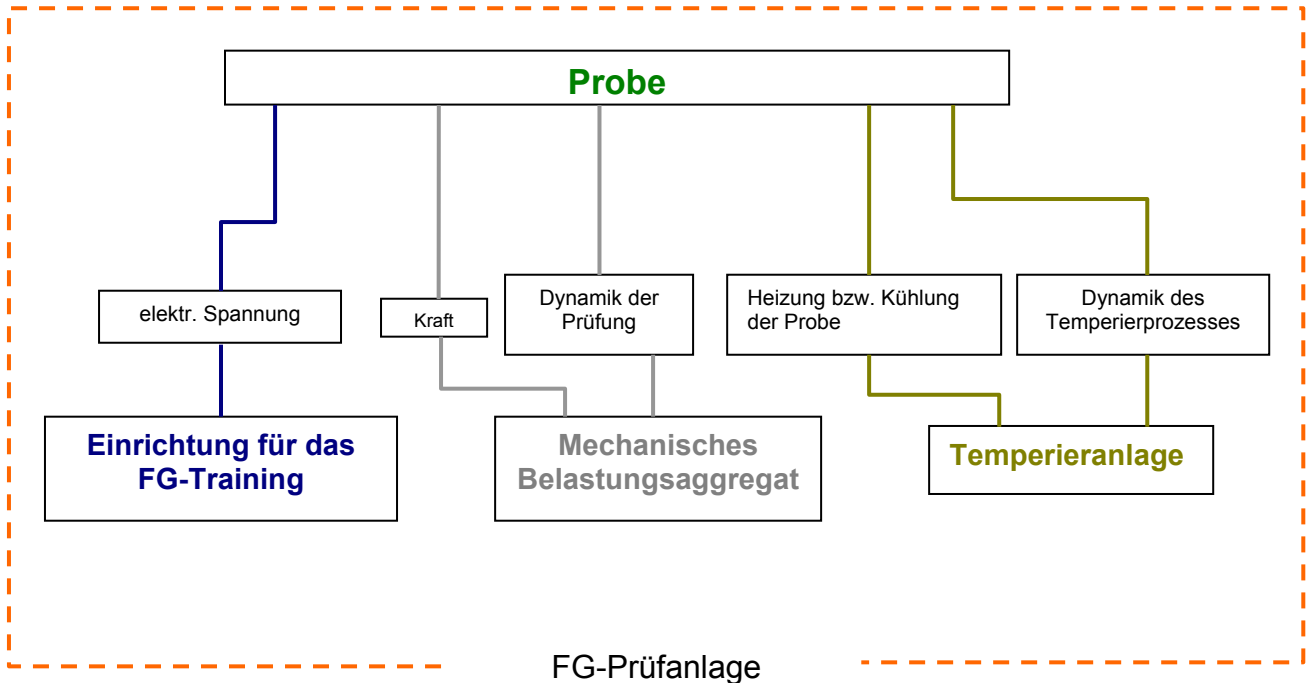 Probe
elektr. Spannung
Kraft
Dynamik der
Prüfung
Heizung bzw. Kühlung
der Probe
Dynamik des
Temperierprozesses
Einrichtung für das
FG-Training
Mechanisches
Belastungsaggregat
Temperieranlage
FG-Prüfanlage